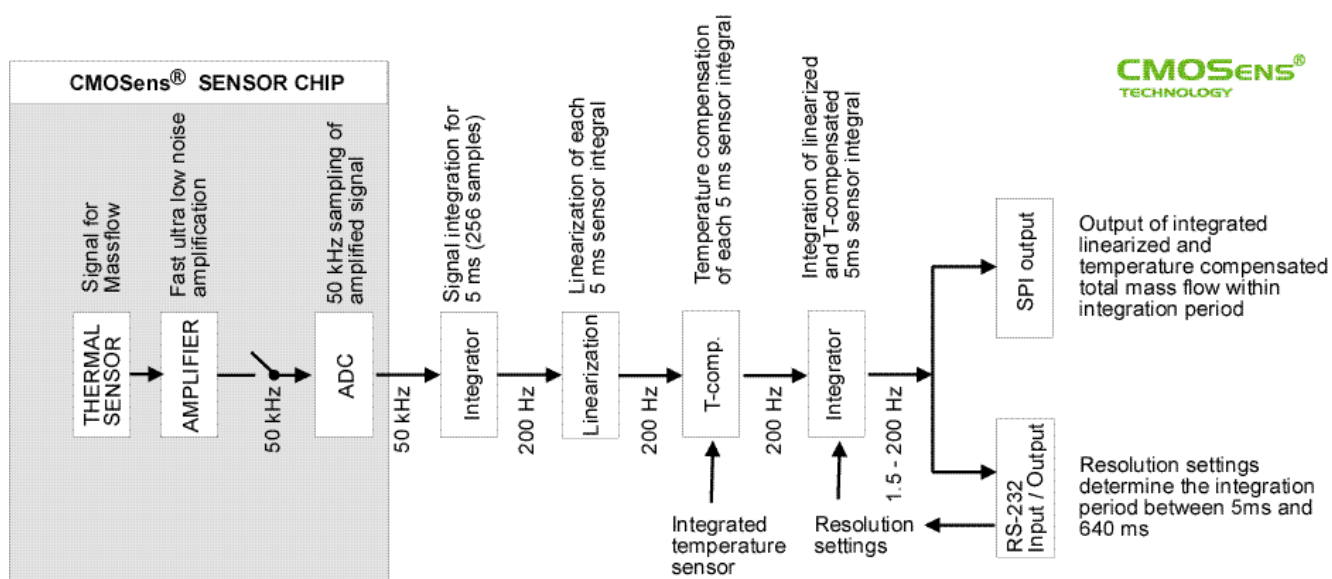 CMOSens® SENSOR CHIP
Signal for
Massflow
Fast ultra low noise
amplification
50 kHz sampling of
amplified signal
Signal integration for
5 ms (256 samples)
Linearization of each
5 ms sensor integral
Temperature compensation
of each 5 ms sensor integral
Integration of linearized
and T-compensated
5ms sensor integral
CMOSENS®
TECHNOLOGY
THERMAL
SENSOR
AMPLIFIER
50 kHz
ADC
50 kHz
Integrator
200 Hz
Linearization
200 Hz
T-comp.
200 Hz
Integrator
1.5 - 200 Hz
SPI output
Output of integrated
linearized and
temperature compensated
total mass flow within
integration period
RS-232
Input / Output
Resolution settings
determine the integration
period between 5ms and
640 ms
Integrated
temperature
sensor
Resolution
settings